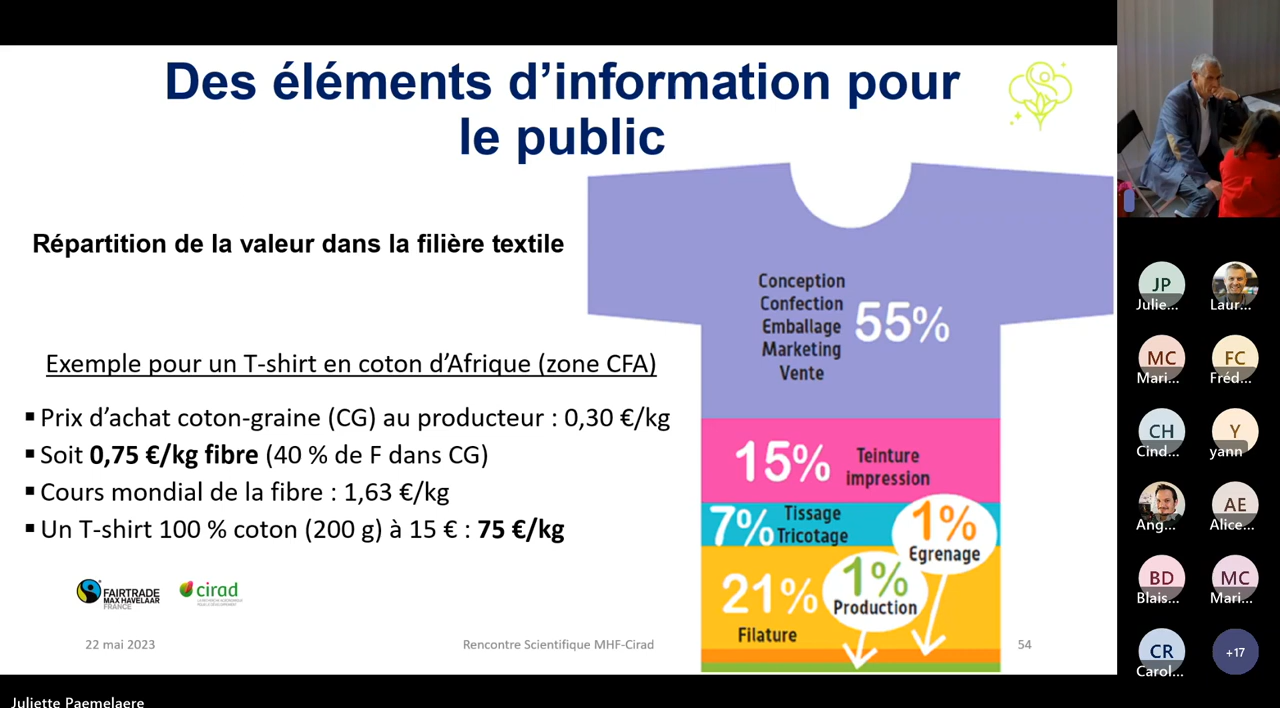 Des éléments d’information pour
le public
Répartition de la valeur dans la filière textile
Exemple pour un T-shirt en coton d’Afrique (zone CFA)
▪ Prix d’achat coton-graine (CG) au producteur : 0,30 €/kg
▪ Soit 0,75 €/kg fibre (40 % de F dans CG)
▪ Cours mondial de la fibre : 1,63 €/kg
▪ Un T-shirt 100 % coton (200 g) à 15 € : 75 €/kg
Conception
Confection
Emballage
Marketing
Vente
55%
15%
Teinture
impression
7%
Tissage
Tricotage
1%
Egrenage
21%
Filature
1%
Production
FAIRTRADE
MAX HAVELAAR
FRANCE
cirad
22 mai 2023
Rencontre Scientifique MHF-Cirad
54
JP
Julie...
Laur...
MC
Mari...
FC
Fréd...
CH
Cind...
Y
yann
Ang...
AE
Alice...
BD
Blais...
MC
Mari...
CR
Carol...
+17
Juliette Paemelaere